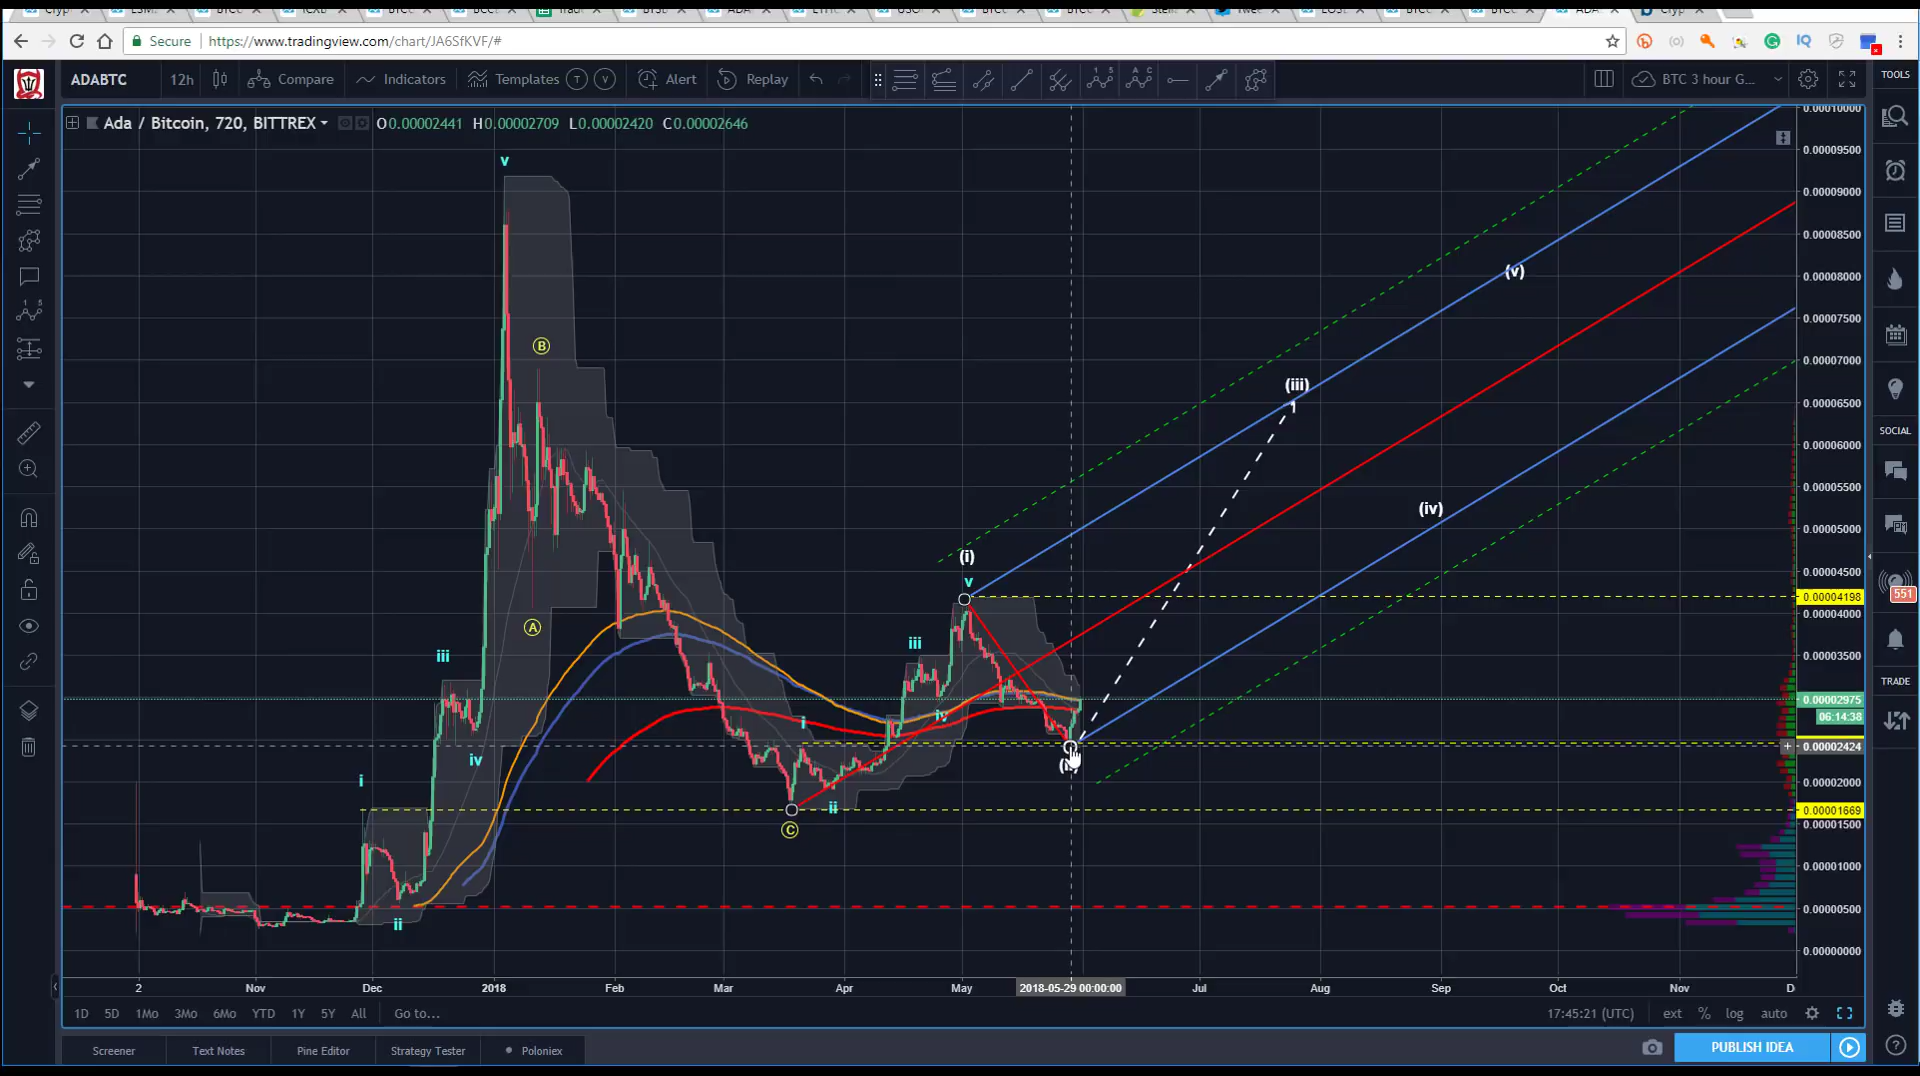 Secure https://www.tradingview.com/chart/JA6SfKVF/#
ADABTC 12h Compare Indicators Templates T V Alert Replay BTC 3 hour G... TOOLS
Ada / Bitcoin, 720, BITTREX O0.00002441 H0.00002709 L0.00002420 C0.00002646
0.00010000
0.00009500
0.00009000
0.00008500
0.00008000
0.00007500
0.00007000
0.00006500
0.00006000
0.00005500
0.00005000
0.00004500
0.00004198
0.00004000
0.00003500
0.00002975
06:14:38
0.00002424
0.00002000
0.00001669
0.00001500
0.00001000
0.00000500
0.00000000
v
B
(v)
(iii)
SOCIAL
(iv)
(i)
v
551
A
iii
iii
TRADE
i
iv
iv
i
ii
C
ii
2 Nov Dec 2018 Feb Mar Apr May 2018-05-29 00:00:00 Jul Aug Sep Oct Nov
1D 5D 1Mo 3Mo 6Mo YTD 1Y 5Y All Go to... 17:45:21 (UTC) ext % log auto
Screener Text Notes Pine Editor Strategy Tester Poloniex PUBLISH IDEA